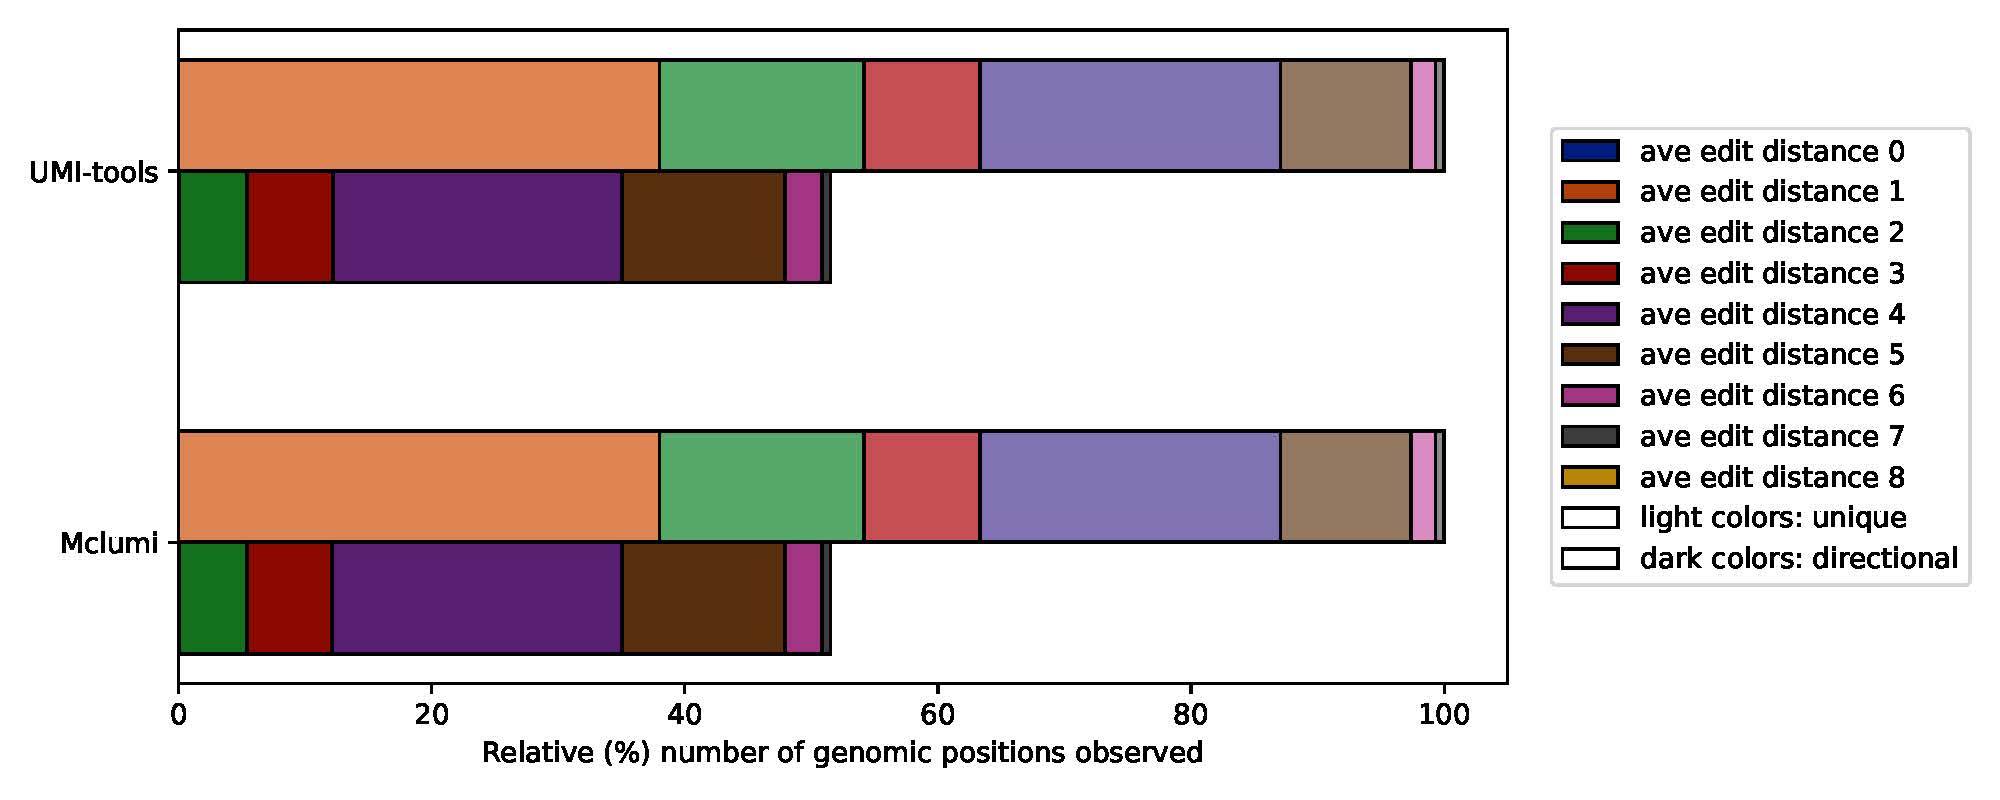 UMI-tools
Mclumi
0 20 40 60 80 100
Relative (%) number of genomic positions observed
ave edit distance 0
ave edit distance 1
ave edit distance 2
ave edit distance 3
ave edit distance 4
ave edit distance 5
ave edit distance 6
ave edit distance 7
ave edit distance 8
light colors: unique
dark colors: directional